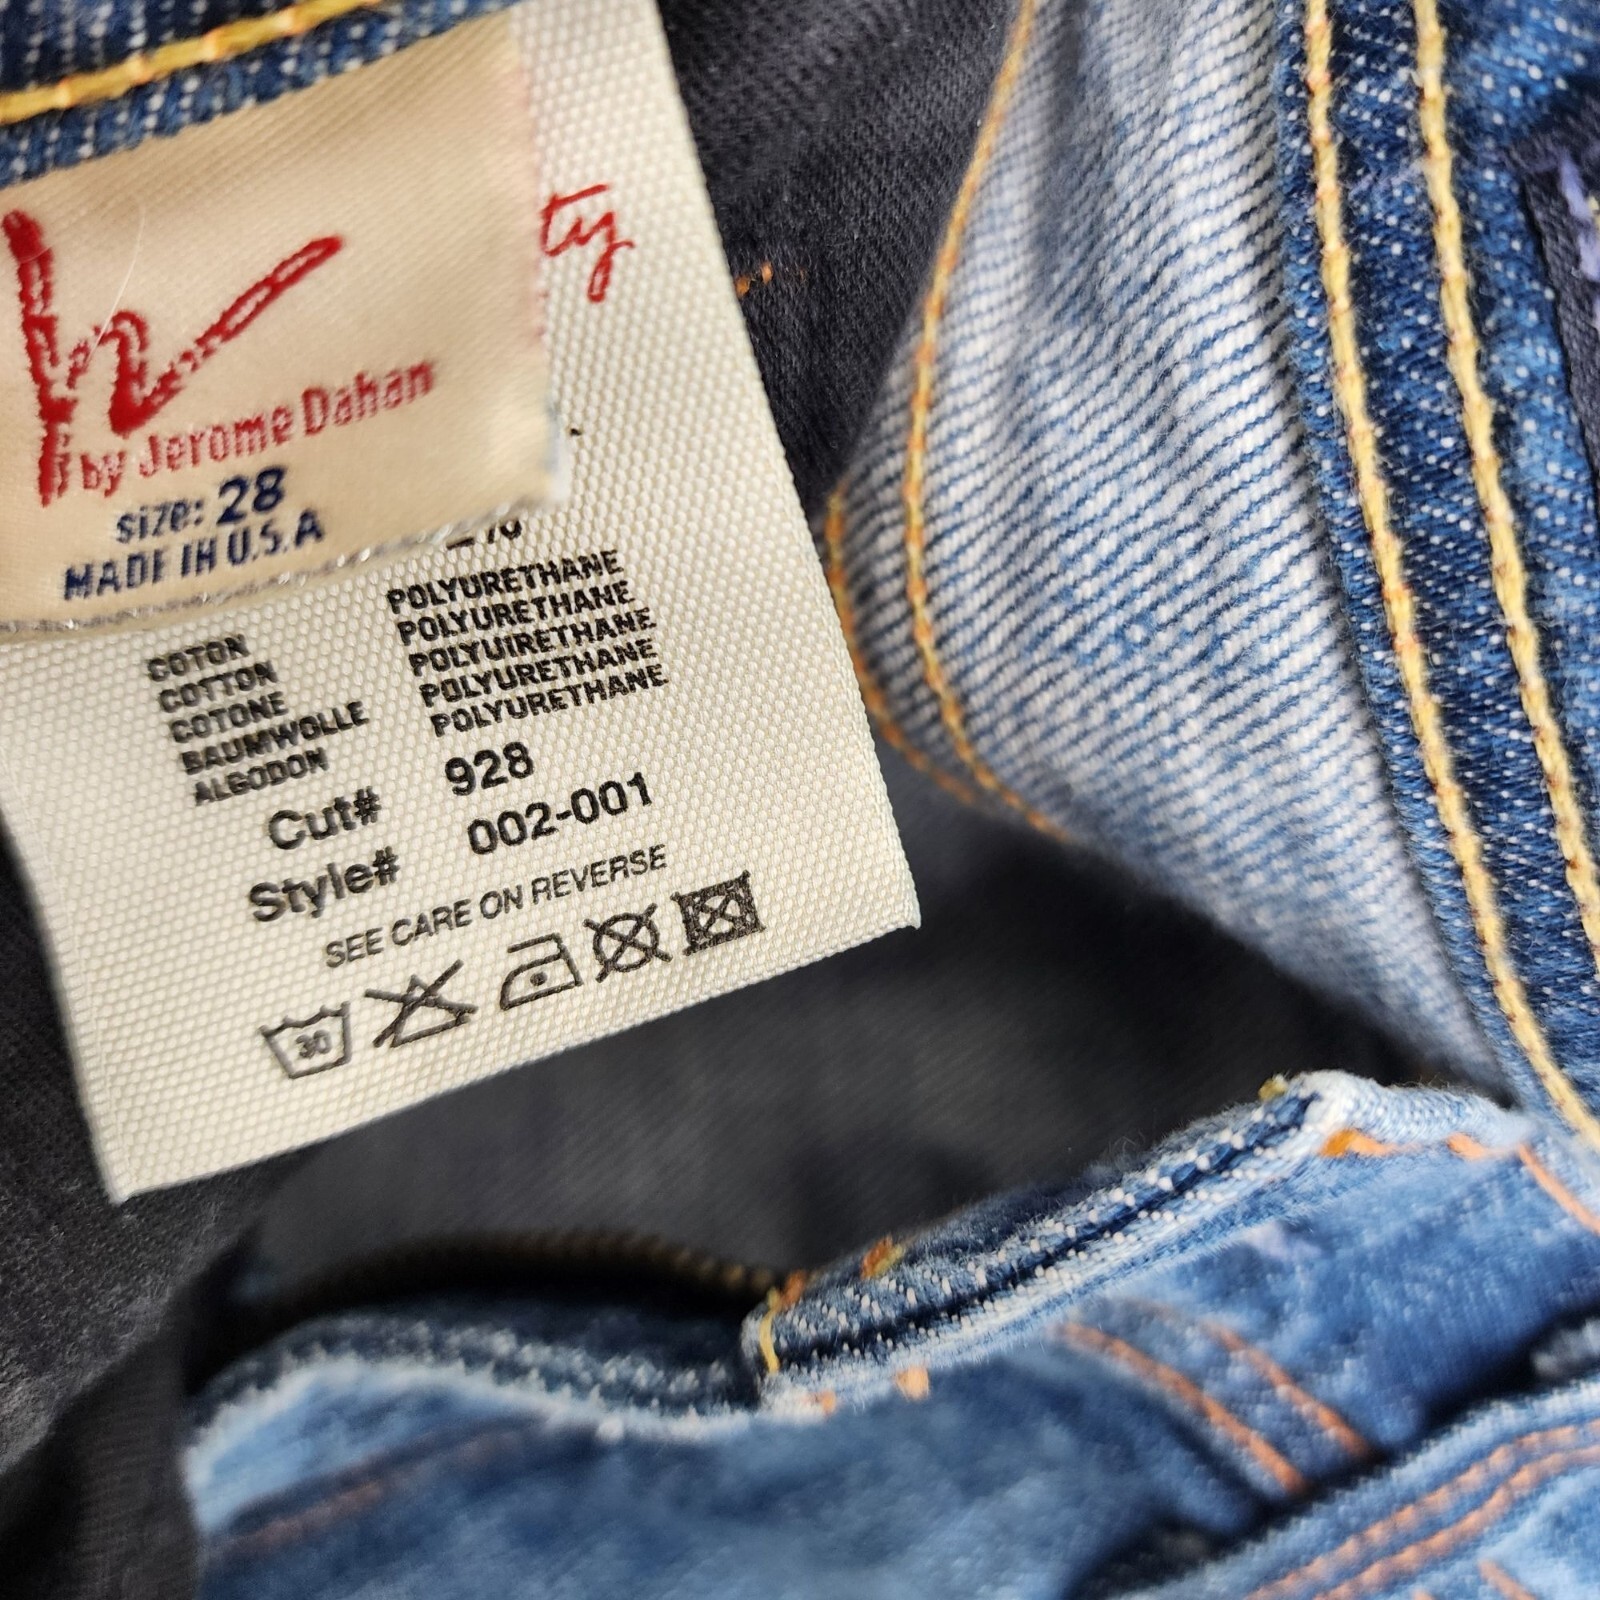 ty
by Jerome Dahan
size: 28
MADE IN U.S.A
COTON
COTTON
COTONE
BAUMWOLLE
ALGODON
POLYURETHANE
POLYURETHANE
POLYUIRETHANE
POLYURETHANE
POLYURETHANE
Cut# 928
Style# 002-001
SEE CARE ON REVERSE
30